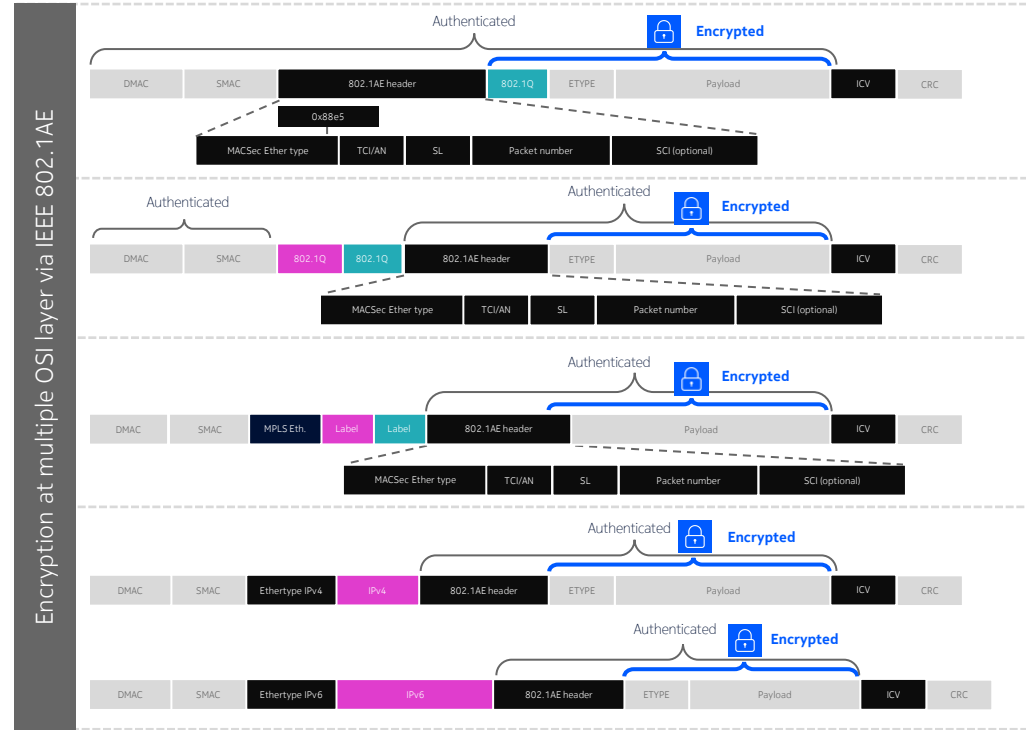 Encryption at multiple OSI layer via IEEE 802.1AE
Authenticated
Encrypted
DMAC SMAC 802.1AE header 802.1Q ETYPE Payload ICV CRC
0x88e5
MACSec Ether type TCI/AN SL Packet number SCI (optional)
Authenticated
Authenticated
Encrypted
DMAC SMAC 802.1Q 802.1Q 802.1AE header ETYPE Payload ICV CRC
MACSec Ether type TCI/AN SL Packet number SCI (optional)
Authenticated
Encrypted
DMAC SMAC MPLS Eth. Label Label 802.1AE header Payload ICV CRC
MACSec Ether type TCI/AN SL Packet number SCI (optional)
Authenticated
Encrypted
DMAC SMAC Ethertype IPv4 IPv4 802.1AE header ETYPE Payload ICV CRC
Authenticated
Encrypted
DMAC SMAC Ethertype IPv6 IPv6 802.1AE header ETYPE Payload ICV CRC